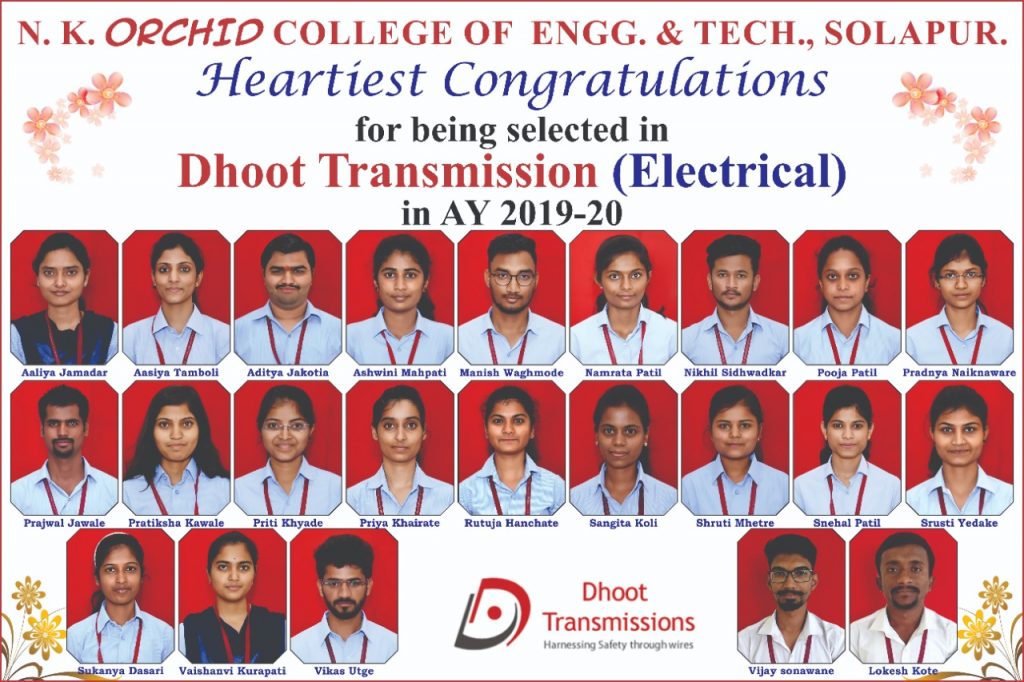 N. K. ORCHID COLLEGE OF ENGG. & TECH., SOLAPUR.
Heartiest Congratulations
for being selected in
Dhoot Transmission (Electrical)
in AY 2019-20
Aaliya Jamadar Aasiya Tamboli Aditya Jakotia Ashwini Mahpati Manish Waghmode Namrata Patil Nikhil Sidhwadkar Pooja Patil Pradnya Naiknaware
Prajwal Jawale Pratiksha Kawale Priti Khyade Priya Khairate Rutuja Hanchate Sangita Koli Shruti Mhetre Snehal Patil Srusti Yedake
Dhoot
Transmissions
Harnessing Safety through wires
Sukanya Dasari Vaishanvi Kurapati Vikas Utge Vijay sonawane Lokesh Kote